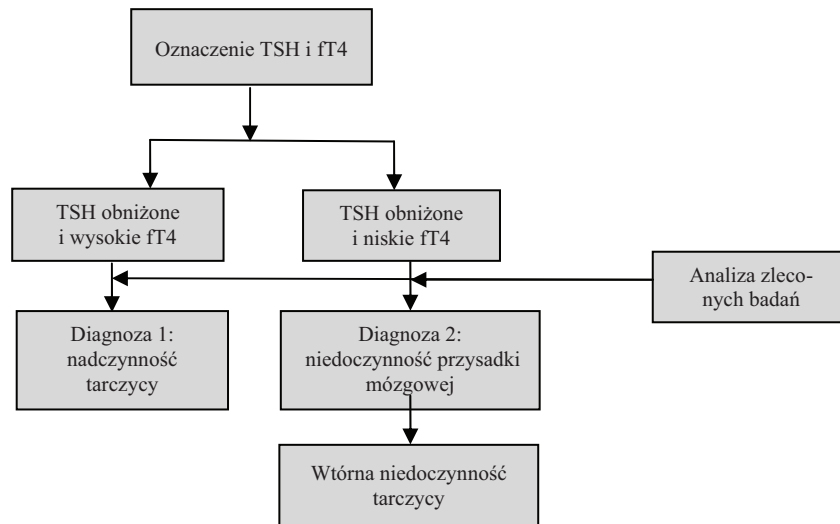 Oznaczenie TSH i fT4
TSH obniżone
i wysokie fT4
TSH obniżone
i niskie fT4
Analiza zleco-
nych badań
Diagnoza 1:
nadczynność
tarczycy
Diagnoza 2:
niedoczynność przysadki
mózgowej
Wtórna niedoczynność
tarczycy